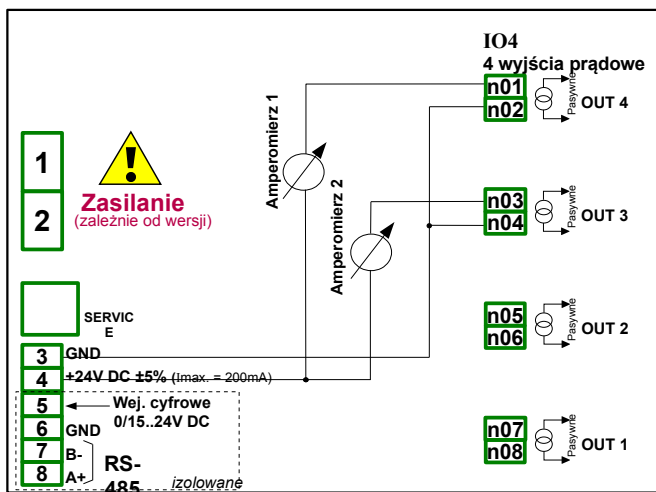 IO4
4 wyjścia prądowe
n01
n02
Pasywne
OUT 4
Amperomierz 1
1
2
Zasilanie
(zależnie od wersji)
Amperomierz 2
n03
n04
Pasywne
OUT 3
SERVIC
E
n05
n06
Pasywne
OUT 2
3 GND
4 +24V DC ±5% (Imax. = 200mA)
5 Wej. cyfrowe
0/15..24V DC
6 GND
7 B-
8 A+
RS-
485
izolowane
n07
n08
Pasywne
OUT 1